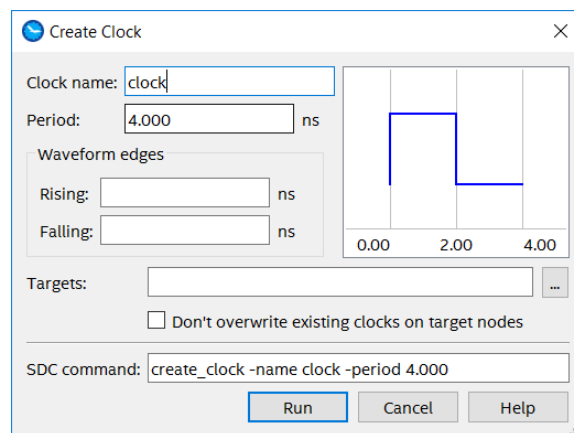 Create Clock
Clock name: clock
Period: 4.000 ns
Waveform edges
Rising: ns
Falling: ns
0.00 2.00 4.00
Targets: ...
Don't overwrite existing clocks on target nodes
SDC command: create_clock -name clock -period 4.000
Run Cancel Help